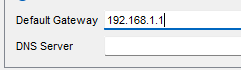 Default Gateway 192.168.1.1
DNS Server